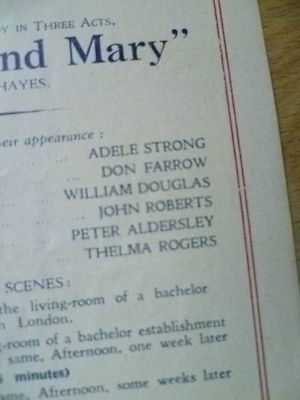 Y IN THREE ACTS,
nd Mary”
HAYES.
eir appearance :
... ADELE STRONG
... ... DON FARROW
... WILLIAM DOUGLAS
... ... JOHN ROBERTS
... PETER ALDERSLEY
... ... THELMA ROGERS
SCENES :
the living-room of a bachelor
n London.
-room of a bachelor establishment
same, Afternoon, one week later
minutes)
ame, Afternoon, some weeks later